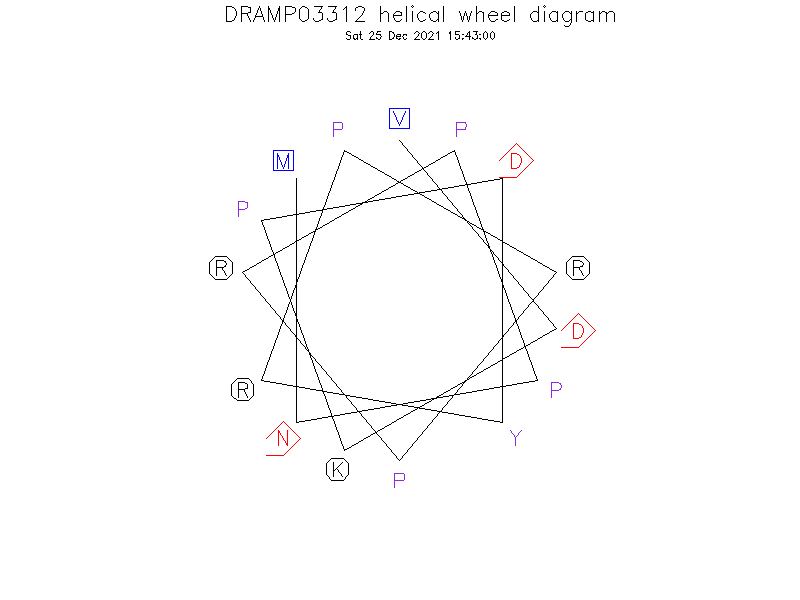 DRAMP03312 helical wheel diagram
Sat 25 Dec 2021 15:43:00
V
P P
M D
P
R R
D
R P
N Y
K
P